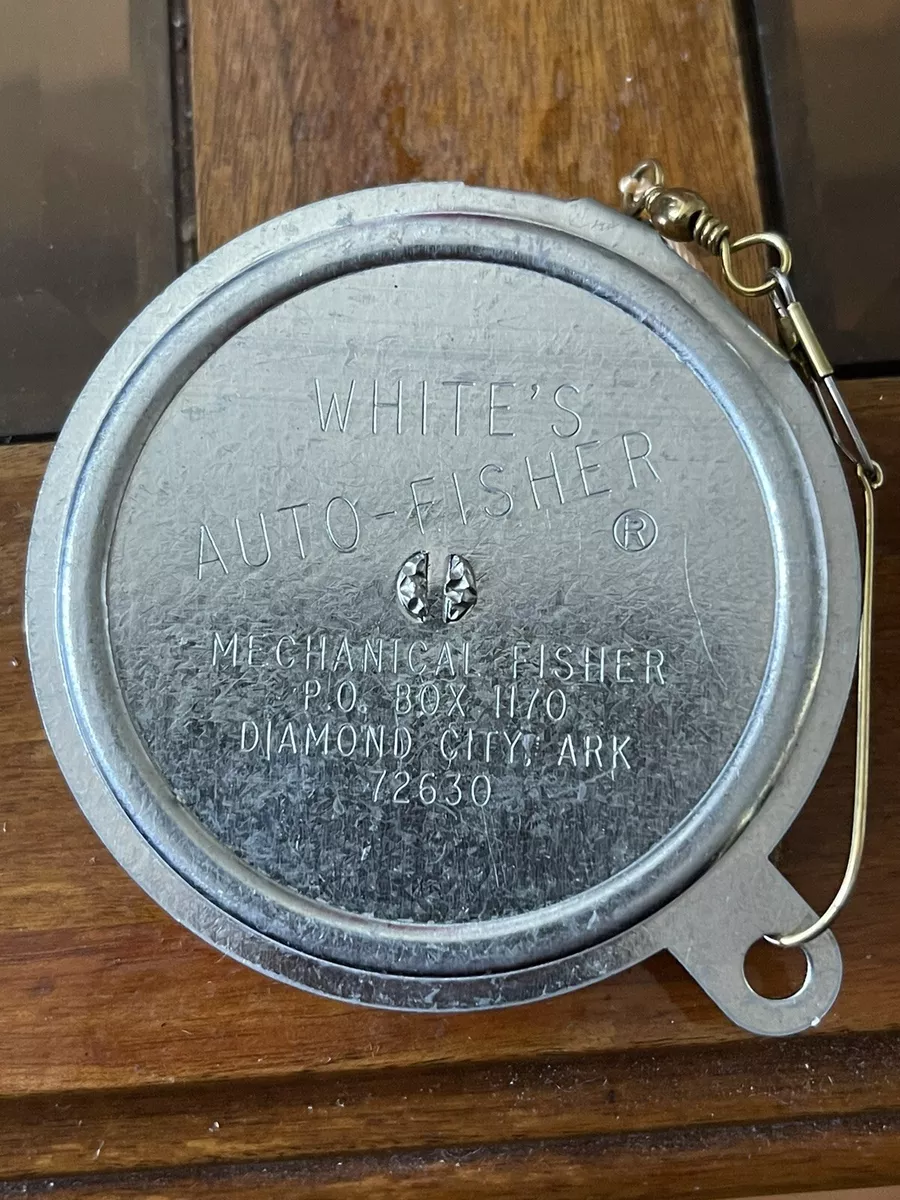 WHITE'S
AUTO-FISHER
®
MECHANICAL FISHER
P.O. BOX 1170
DIAMOND CITY, ARK
72630